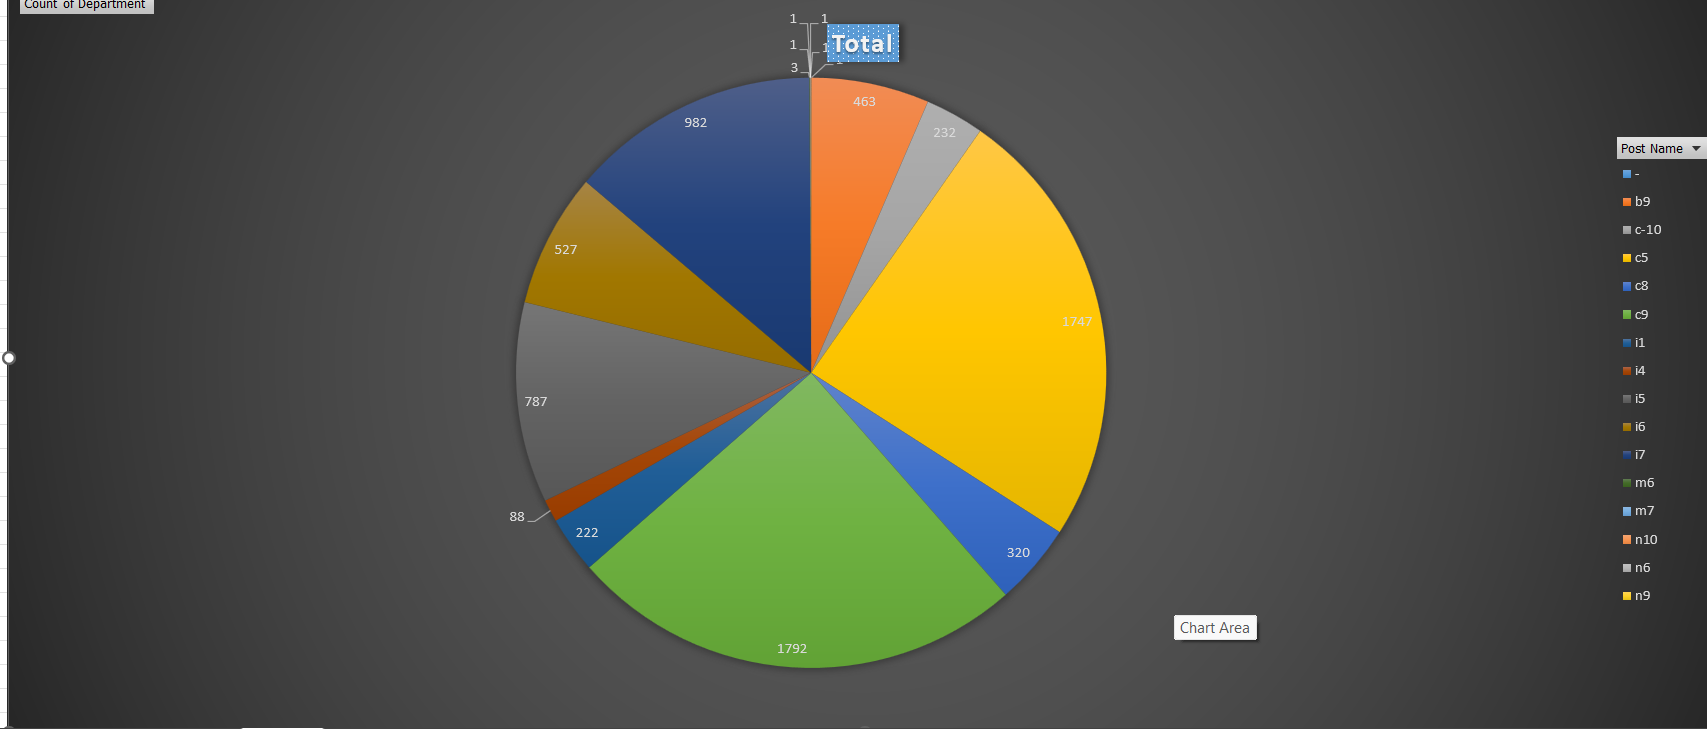 Count of Department
1
1
Total
1
1
1
3
463
982
232
Post Name
-
b9
c-10
527
c5
c8
c9
1747
i1
i4
787
i5
i6
i7
m6
88
m7
222
n10
320
n6
n9
Chart Area
1792